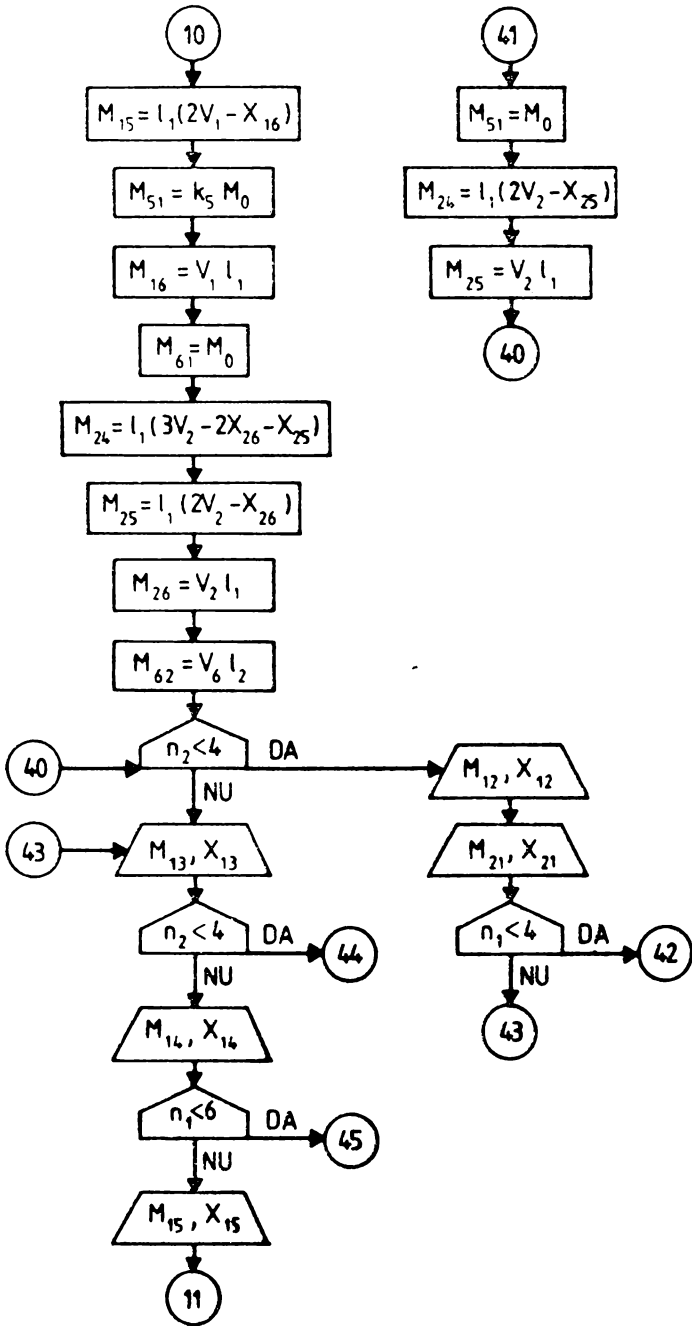 10
M₁₅ = l₁(2V₁ − X₁₆)
M₅₁ = k₅ M₀
M₁₆ = V₁ l₁
M₆₁ = M₀
M₂₄ = l₁(3V₂ − 2X₂₆ − X₂₅)
M₂₅ = l₁(2V₂ − X₂₆)
M₂₆ = V₂ l₁
M₆₂ = V₆ l₂
40
n₂<4
DA
NU
43
M₁₃, X₁₃
n₂<4
DA
44
NU
M₁₄, X₁₄
n₁<6
DA
45
NU
M₁₅, X₁₅
11
41
M₅₁ = M₀
M₂₄ = l₁(2V₂ − X₂₅)
M₂₅ = V₂ l₁
40
M₁₂, X₁₂
M₂₁, X₂₁
n₁<4
DA
42
NU
43